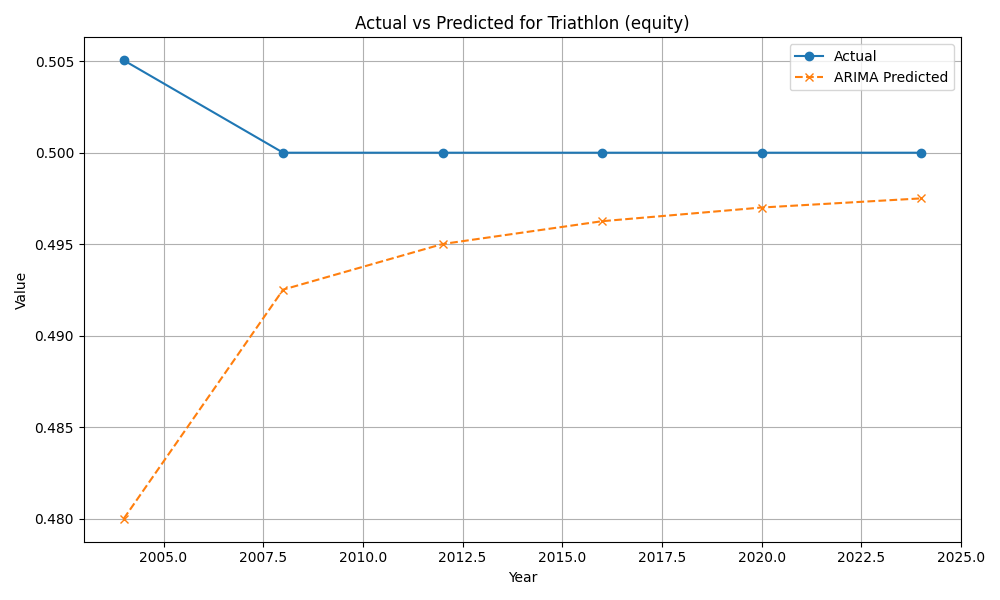 Actual vs Predicted for Triathlon (equity)
Actual
ARIMA Predicted
0.505
0.500
0.495
0.490
0.485
0.480
Value
2005.0 2007.5 2010.0 2012.5 2015.0 2017.5 2020.0 2022.5 2025.0
Year